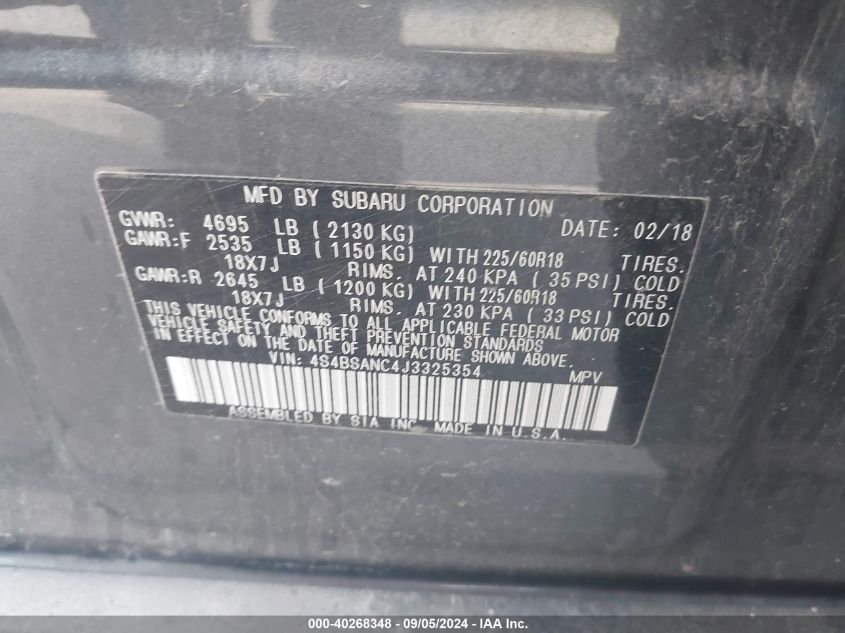 MFD BY SUBARU CORPORATION
GVWR: 4695 LB ( 2130 KG) DATE: 02/18
GAWR:F 2535 LB ( 1150 KG) WITH 225/60R18 TIRES.
18X7J RIMS. AT 240 KPA ( 35 PSI) COLD
GAWR:R 2645 LB ( 1200 KG) WITH 225/60R18 TIRES.
18X7J RIMS. AT 230 KPA ( 33 PSI) COLD
THIS VEHICLE CONFORMS TO ALL APPLICABLE FEDERAL MOTOR
VEHICLE SAFETY AND THEFT PREVENTION STANDARDS
IN EFFECT ON THE DATE OF MANUFACTURE SHOWN ABOVE.
VIN: 4S4BSANC4J3325354 MPV
ASSEMBLED BY SIA INC. MADE IN U.S.A.
000-40268348 - 09/05/2024 - IAA Inc.